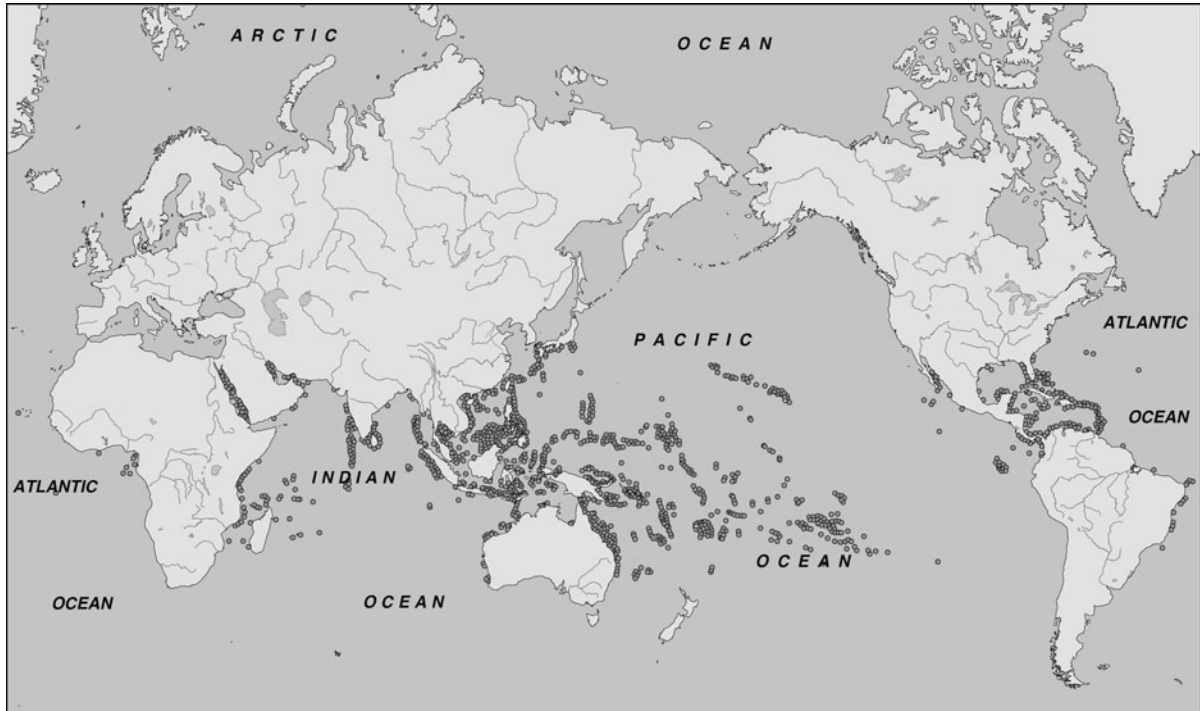 ARCTIC
OCEAN
PACIFIC
ATLANTIC
OCEAN
INDIAN
ATLANTIC
OCEAN
OCEAN
OCEAN